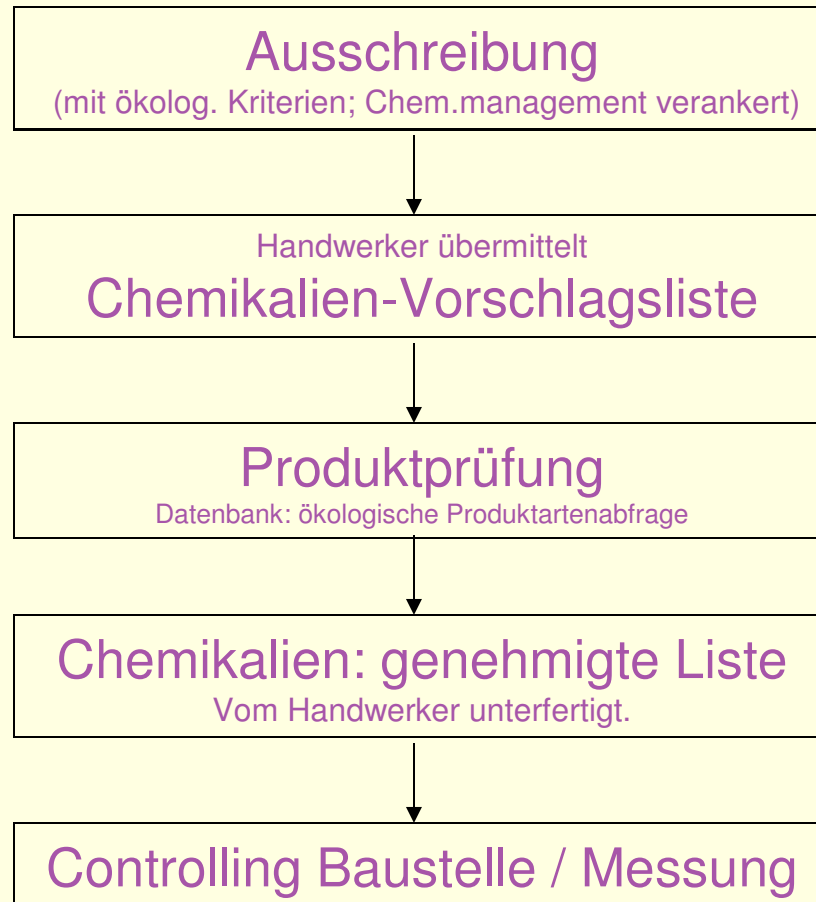 Ausschreibung
(mit ökolog. Kriterien; Chem.management verankert)
Handwerker übermittelt
Chemikalien-Vorschlagsliste
Produktprüfung
Datenbank: ökologische Produktartenabfrage
Chemikalien: genehmigte Liste
Vom Handwerker unterfertigt.
Controlling Baustelle / Messung